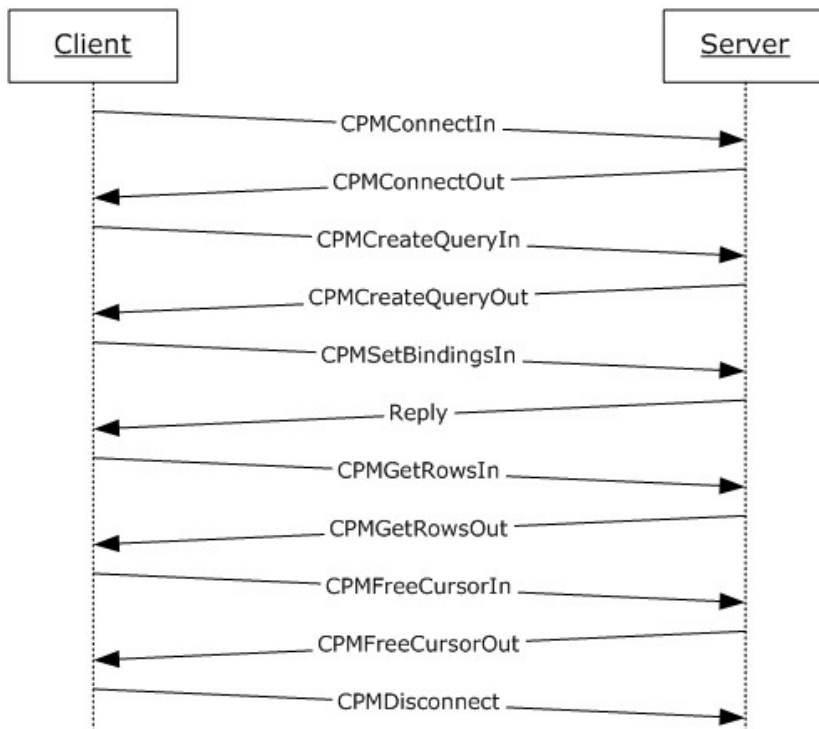 Client
Server
CPMConnectIn
CPMConnectOut
CPMCreateQueryIn
CPMCreateQueryOut
CPMSetBindingsIn
Reply
CPMGetRowsIn
CPMGetRowsOut
CPMFreeCursorIn
CPMFreeCursorOut
CPMDisconnect